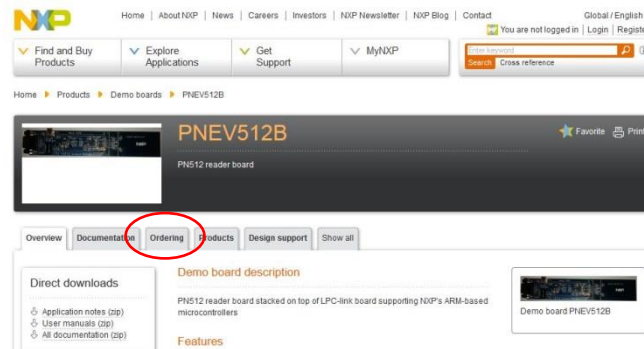 NXP
Home | About NXP | News | Careers | Investors | NXP Newsletter | NXP Blog | Contact
Global / English
You are not logged in | Login | Registe
Find and Buy Products
Explore Applications
Get Support
MyNXP
Enter keyword
Search Cross reference
Home Products Demo boards PNEV512B
PNEV512B
Favorite Print
PN512 reader board
Overview Documentation Ordering Products Design support Show all
Direct downloads
Application notes (zip)
User manuals (zip)
All documentation (zip)
Demo board description
PN512 reader board stacked on top of LPC-link board supporting NXP's ARM-based
microcontrollers
Features
Demo board PNEV512B